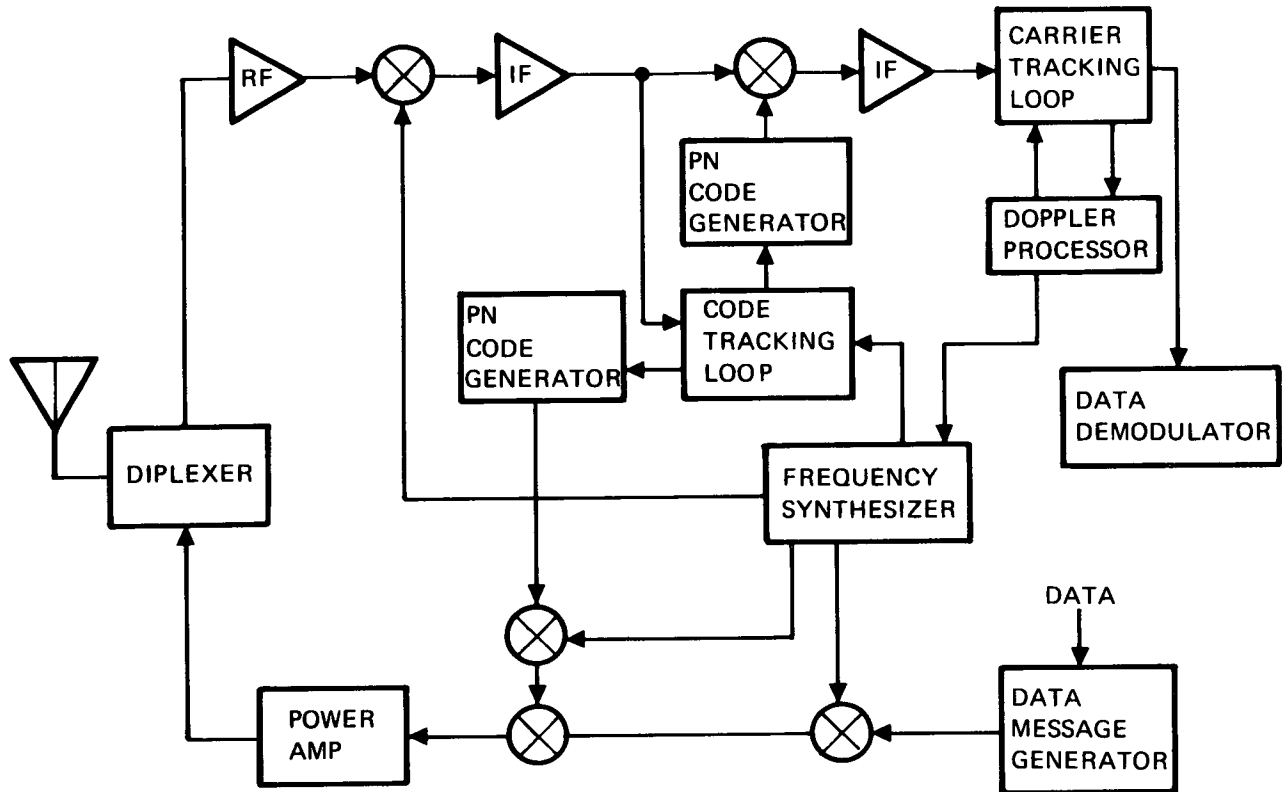 RF
IF
IF
CARRIER
TRACKING
LOOP
PN
CODE
GENERATOR
DOPPLER
PROCESSOR
PN
CODE
GENERATOR
CODE
TRACKING
LOOP
DATA
DEMODULATOR
DIPLEXER
FREQUENCY
SYNTHESIZER
DATA
POWER
AMP
DATA
MESSAGE
GENERATOR